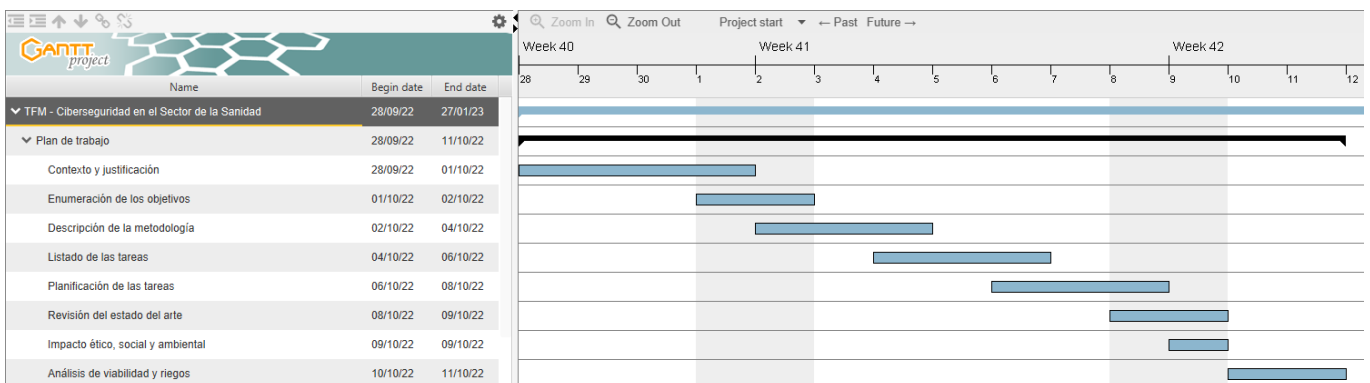 Zoom In Zoom Out Project start ← Past Future →
GANTT project
Week 40 Week 41 Week 42
28 29 30 1 2 3 4 5 6 7 8 9 10 11 12
Name Begin date End date
TFM - Ciberseguridad en el Sector de la Sanidad 28/09/22 27/01/23
Plan de trabajo 28/09/22 11/10/22
Contexto y justificación 28/09/22 01/10/22
Enumeración de los objetivos 01/10/22 02/10/22
Descripción de la metodología 02/10/22 04/10/22
Listado de las tareas 04/10/22 06/10/22
Planificación de las tareas 06/10/22 08/10/22
Revisión del estado del arte 08/10/22 09/10/22
Impacto ético, social y ambiental 09/10/22 09/10/22
Análisis de viabilidad y riegos 10/10/22 11/10/22